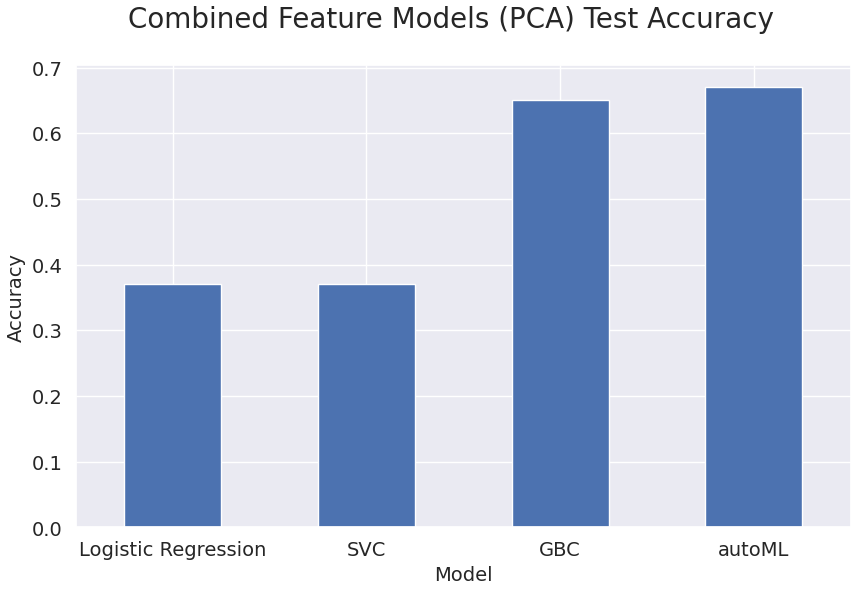 Combined Feature Models (PCA) Test Accuracy
0.7
0.6
0.5
0.4
0.3
0.2
0.1
0.0
Accuracy
Logistic Regression SVC GBC autoML
Model